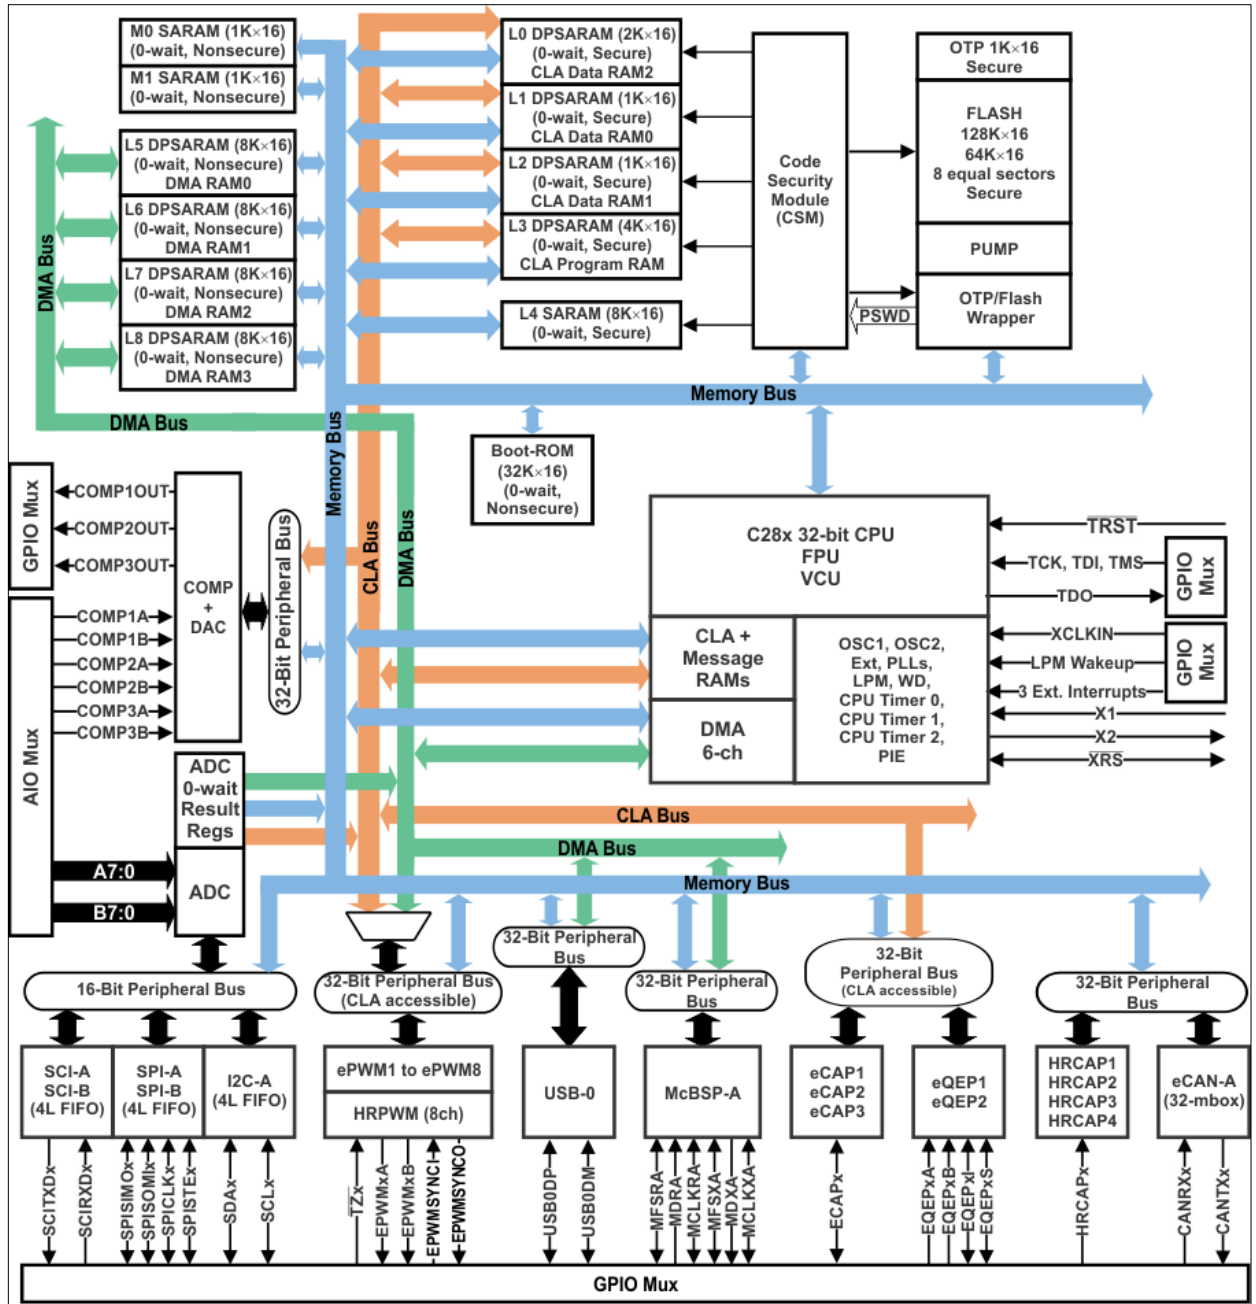 M0 SARAM (1K×16)
(0-wait, Nonsecure)
M1 SARAM (1K×16)
(0-wait, Nonsecure)
L5 DPSARAM (8K×16)
(0-wait, Nonsecure)
DMA RAM0
L6 DPSARAM (8K×16)
(0-wait, Nonsecure)
DMA RAM1
L7 DPSARAM (8K×16)
(0-wait, Nonsecure)
DMA RAM2
L8 DPSARAM (8K×16)
(0-wait, Nonsecure)
DMA RAM3
DMA Bus
DMA Bus
L0 DPSARAM (2K×16)
(0-wait, Secure)
CLA Data RAM2
L1 DPSARAM (1K×16)
(0-wait, Secure)
CLA Data RAM0
L2 DPSARAM (1K×16)
(0-wait, Secure)
CLA Data RAM1
L3 DPSARAM (4K×16)
(0-wait, Secure)
CLA Program RAM
L4 SARAM (8K×16)
(0-wait, Secure)
Code
Security
Module
(CSM)
OTP 1K×16
Secure
FLASH
128K×16
64K×16
8 equal sectors
Secure
PUMP
OTP/Flash
Wrapper
PSWD
Memory Bus
Memory Bus
CLA Bus
DMA Bus
Boot-ROM
(32K×16)
(0-wait,
Nonsecure)
GPIO Mux
COMP1OUT
COMP2OUT
COMP3OUT
AIO Mux
COMP1A
COMP1B
COMP2A
COMP2B
COMP3A
COMP3B
COMP
+
DAC
32-Bit Peripheral Bus
C28x 32-bit CPU
FPU
VCU
CLA +
Message
RAMs
DMA
6-ch
OSC1, OSC2,
Ext, PLLs,
LPM, WD,
CPU Timer 0,
CPU Timer 1,
CPU Timer 2,
PIE
TRST
TCK, TDI, TMS
TDO
GPIO
Mux
XCLKIN
LPM Wakeup
3 Ext. Interrupts
GPIO
Mux
X1
X2
XRS
ADC
0-wait
Result
Regs
ADC
A7:0
B7:0
CLA Bus
DMA Bus
Memory Bus
16-Bit Peripheral Bus
32-Bit Peripheral Bus
(CLA accessible)
32-Bit Peripheral
Bus
32-Bit Peripheral
Bus
32-Bit
Peripheral Bus
(CLA accessible)
32-Bit Peripheral
Bus
SCI-A
SCI-B
(4L FIFO)
SPI-A
SPI-B
(4L FIFO)
I2C-A
(4L FIFO)
ePWM1 to ePWM8
HRPWM (8ch)
USB-0
McBSP-A
eCAP1
eCAP2
eCAP3
eQEP1
eQEP2
HRCAP1
HRCAP2
HRCAP3
HRCAP4
eCAN-A
(32-mbox)
SCITXDx
SCIRXDx
SPISIMOx
SPISOMIx
SPICLKx
SPISTEx
SDAx
SCLx
TZx
EPWMxA
EPWMxB
EPWMSYNCI
EPWMSYNCO
USB0DP
USB0DM
MFSRA
MDRA
MCLKRA
MFSXA
MDXA
MCLKXA
ECAPx
EQEPxA
EQEPxB
EQEPxI
EQEPxS
HRCAPx
CANRXx
CANTXx
GPIO Mux